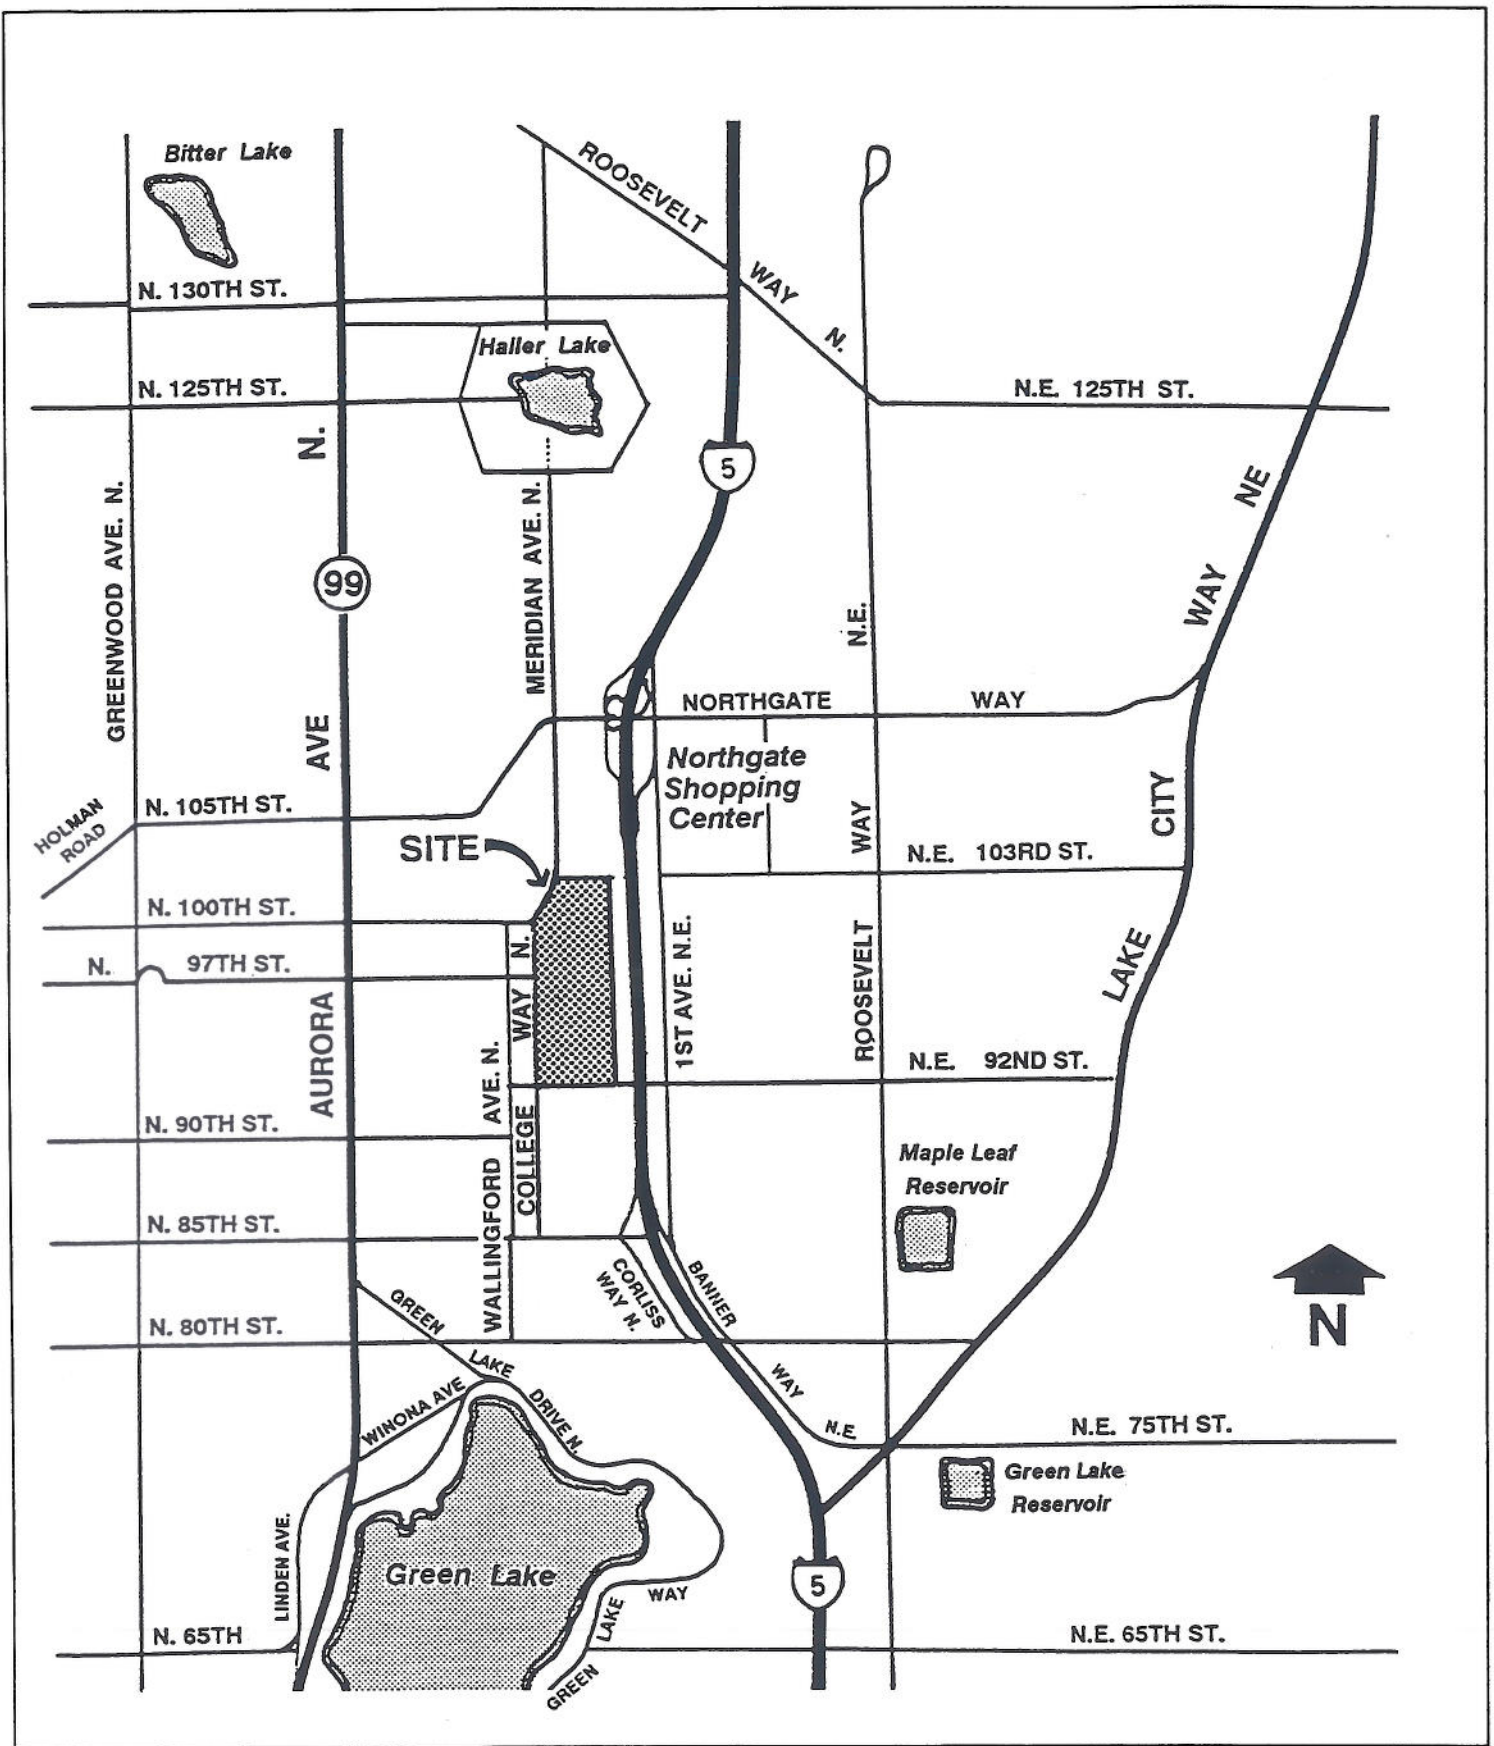 Bitter Lake
ROOSEVELT
WAY
N.
N. 130TH ST.
Haller Lake
N. 125TH ST.
N.E. 125TH ST.
N.
5
NE
GREENWOOD AVE. N.
MERIDIAN AVE. N.
99
WAY
N.E.
NORTHGATE
WAY
AVE
Northgate
Shopping
Center
CITY
N. 105TH ST.
HOLMAN
ROAD
SITE
WAY
N.E. 103RD ST.
N. 100TH ST.
N.
N. 97TH ST.
LAKE
1ST AVE. N.E.
ROOSEVELT
WAY
AURORA
N.E. 92ND ST.
AVE. N.
N. 90TH ST.
COLLEGE
Maple Leaf
Reservoir
WALLINGFORD
N. 85TH ST.
CORLISS
WAY N.
BANNER
GREEN
N. 80TH ST.
N
LAKE
WAY
WINONA AVE
DRIVE N.
N.E.
N.E. 75TH ST.
Green Lake
Reservoir
LINDEN AVE.
Green Lake
5
WAY
LAKE
N. 65TH
N.E. 65TH ST.
GREEN